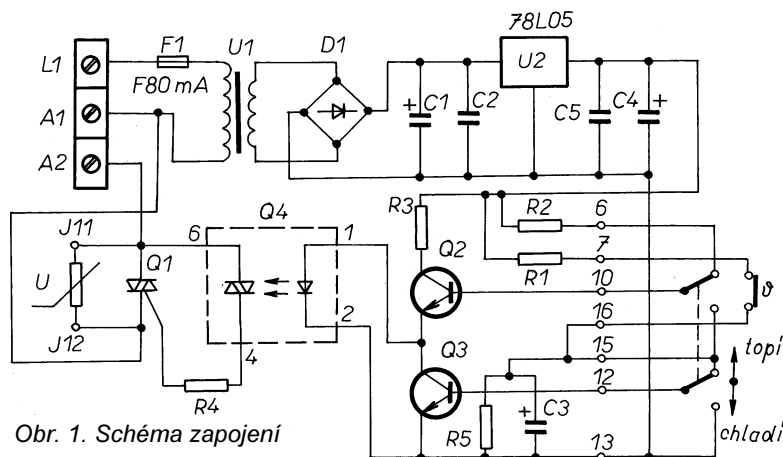 78L05
L1
F1
U1
D1
U2
F80 mA
A1
+
C1
C2
C5
C4
+
A2
R3
R2
6
J11
6
Q4
1
7
Q2
R1
Q1
10
ϑ
U
16
2
Q3
15
topí
J12
4
12
R4
C3
+
R5
chladí
13
Obr. 1. Schéma zapojení